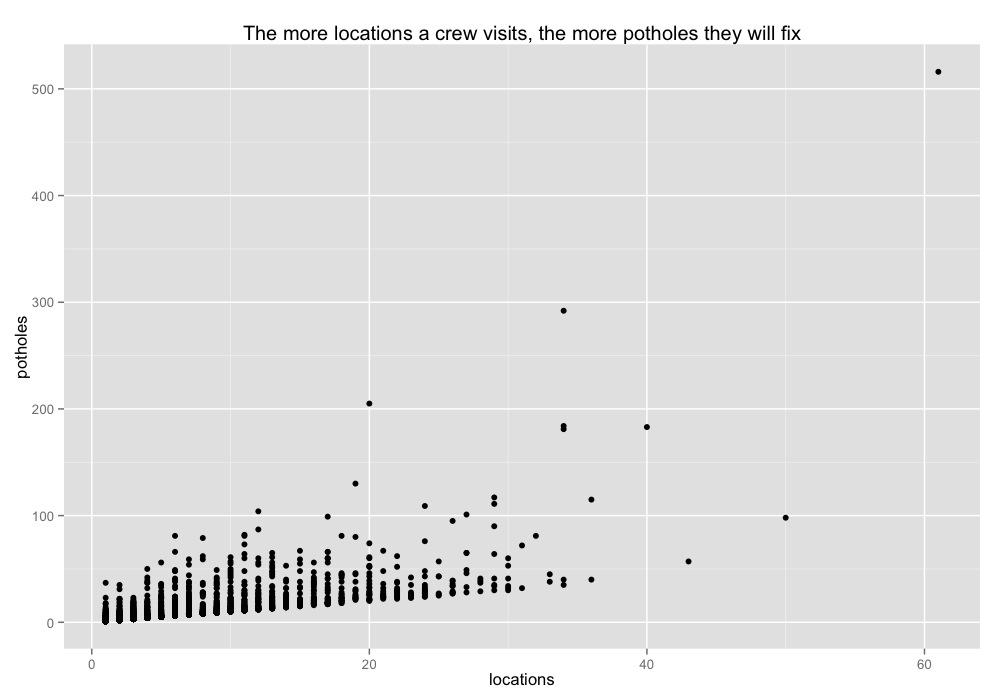 The more locations a crew visits, the more potholes they will fix
500
400
300
200
100
0
potholes
0 20 40 60
locations